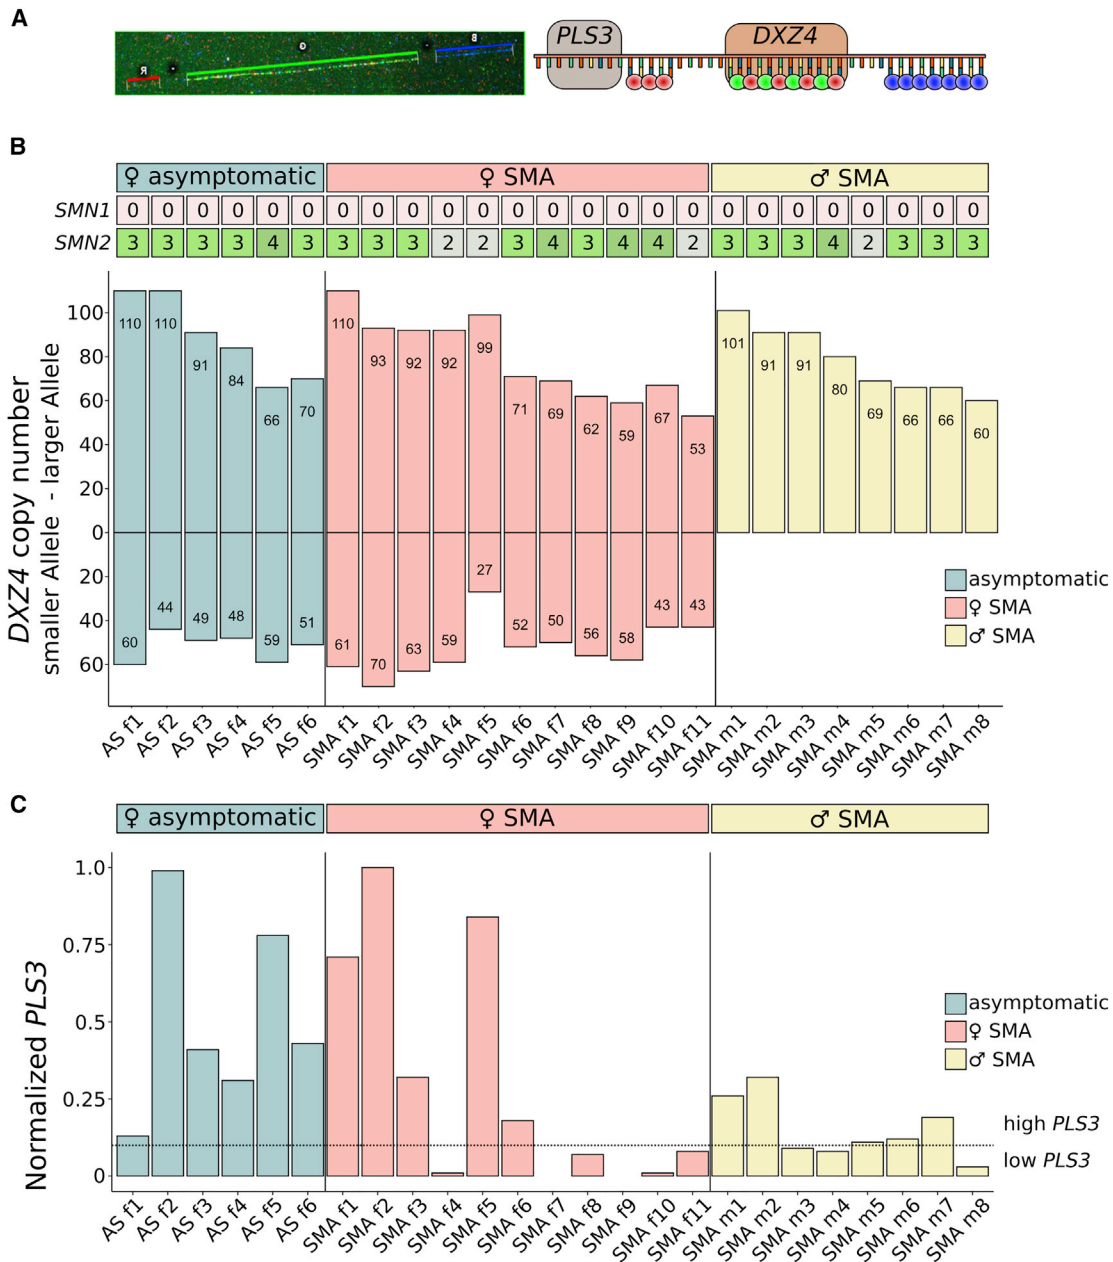 A
R
G
B
PLS3
DXZ4
B
♀ asymptomatic
♀ SMA
♂ SMA
SMN1 0 0 0 0 0 0 0 0 0 0 0 0 0 0 0 0 0 0 0 0 0 0 0 0 0
SMN2 3 3 3 3 4 3 3 3 3 2 2 3 4 3 4 4 2 3 3 3 4 2 3 3 3
DXZ4 copy number
smaller Allele - larger Allele
100
80
60
40
20
0
20
40
60
110 110 91 84 66 70 110 93 92 92 99 71 69 62 59 67 53 101 91 91 80 69 66 66 60
60 44 49 48 59 51 61 70 63 59 27 52 50 56 58 43 43
asymptomatic
♀ SMA
♂ SMA
AS f1 AS f2 AS f3 AS f4 AS f5 AS f6 SMA f1 SMA f2 SMA f3 SMA f4 SMA f5 SMA f6 SMA f7 SMA f8 SMA f9 SMA f10 SMA f11 SMA m1 SMA m2 SMA m3 SMA m4 SMA m5 SMA m6 SMA m7 SMA m8
C
♀ asymptomatic
♀ SMA
♂ SMA
Normalized PLS3
1.0
0.75
0.5
0.25
0
asymptomatic
♀ SMA
♂ SMA
high PLS3
low PLS3
AS f1 AS f2 AS f3 AS f4 AS f5 AS f6 SMA f1 SMA f2 SMA f3 SMA f4 SMA f5 SMA f6 SMA f7 SMA f8 SMA f9 SMA f10 SMA f11 SMA m1 SMA m2 SMA m3 SMA m4 SMA m5 SMA m6 SMA m7 SMA m8